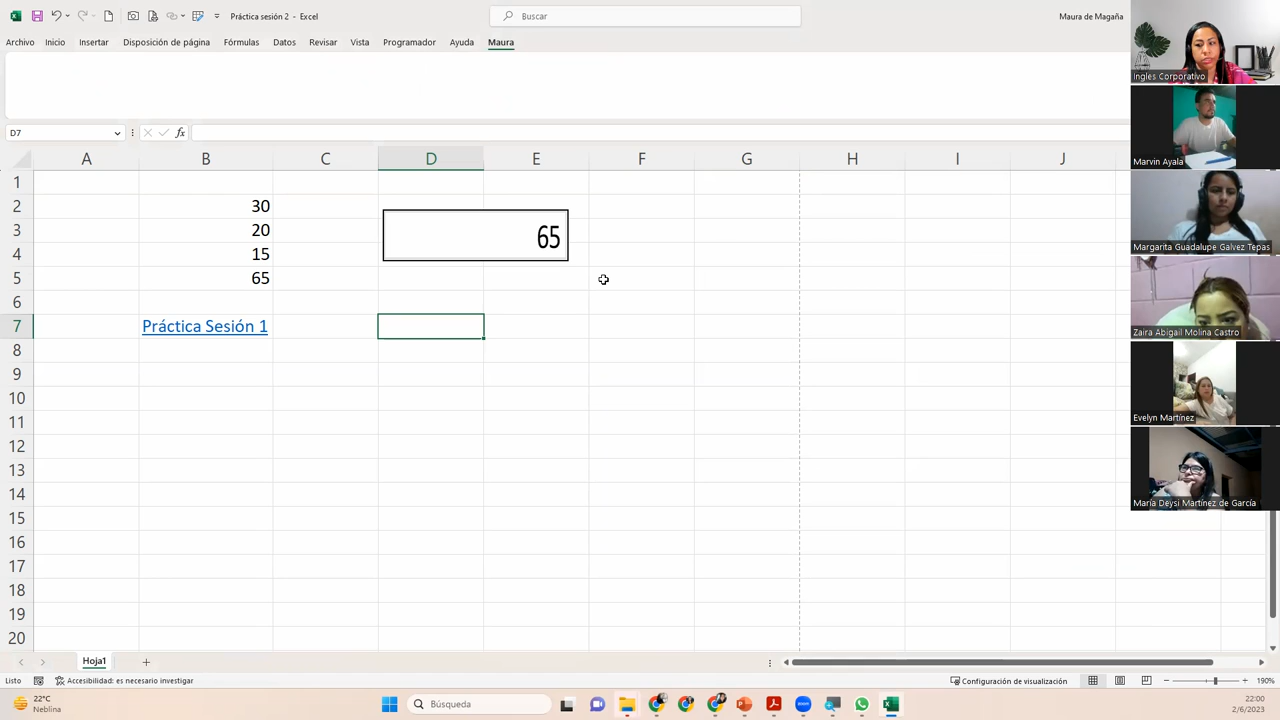 Práctica sesión 2 - Excel
Buscar
Maura de Magaña
Archivo Inicio Insertar Disposición de página Fórmulas Datos Revisar Vista Programador Ayuda Maura
D7
fx
A B C D E F G H I J
1
2 30
3 20 65
4 15
5 65
6
7 Práctica Sesión 1
8
9
10
11
12
13
14
15
16
17
18
19
20
Hoja1
Listo Accesibilidad: es necesario investigar Configuración de visualización 190%
22°C
Neblina
Búsqueda
zoom
22:00
2/6/2023
Ingles Corporativo
Marvin Ayala
Margarita Guadalupe Galvez Tepas
Zaira Abigail Molina Castro
Evelyn Martínez
María Deysi Martínez de García